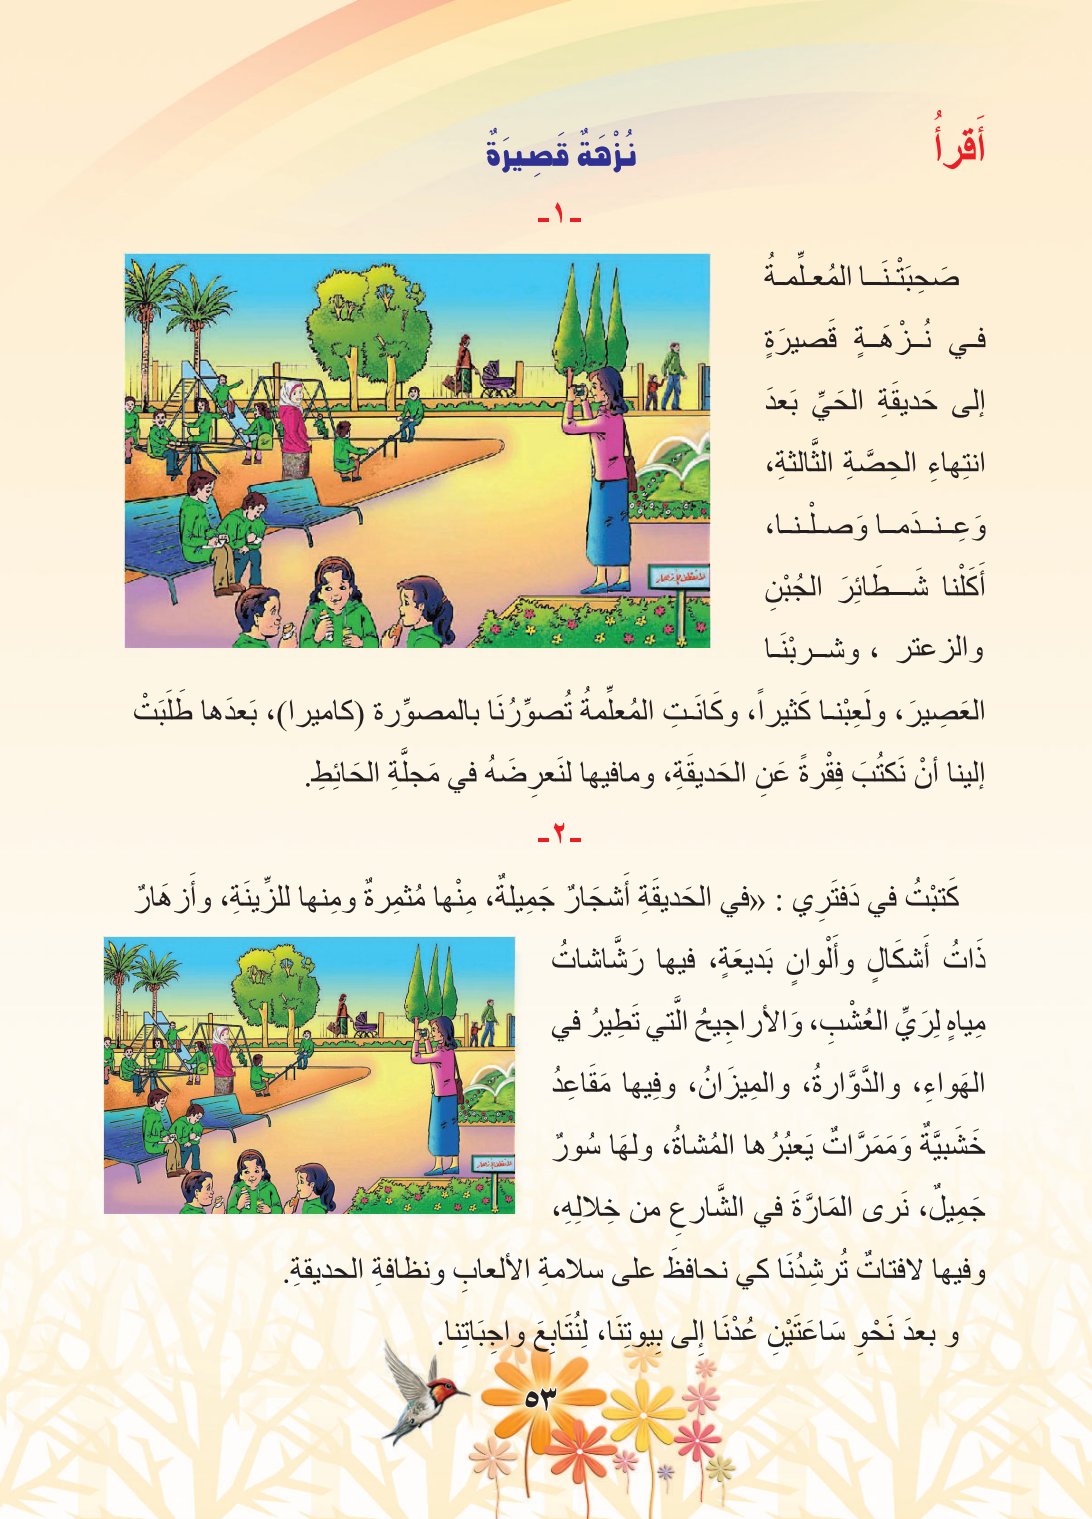 أَقرأُ
نُزْهَةٌ قَصِيرَةٌ
-١-
صَحِبَتْنَا المُعلِّمةُ
في نُزْهَةٍ قَصيرَةٍ
إلى حَديقَةِ الحَيِّ بَعدَ
انتِهاءِ الحِصَّةِ الثَّالثةِ،
وَعِندَما وَصلْنا،
أَكَلْنا شَطَائِرَ الجُبْنِ
والزعتر ، وشربْنَا
العَصِيرَ، ولَعِبْنا كَثيراً، وكَانَتِ المُعلِّمةُ تُصوِّرُنَا بالمصوِّرة (كاميرا)، بَعدَها طَلَبَتْ
إلينا أنْ نَكتُبَ فِقْرةً عَنِ الحَديقَةِ، ومافيها لنَعرِضَهُ في مَجلَّةِ الحَائِطِ.
-٢-
كَتبْتُ في دَفتَرِي : «في الحَديقَةِ أَشجَارٌ جَمِيلةٌ، مِنْها مُثمِرةٌ ومِنها للزِّينَةِ، وأَزهَارٌ
ذَاتُ أَشكَالٍ وأَلْوانٍ بَديعَةٍ، فيها رَشَّاشاتُ
مِياهٍ لِرَيِّ العُشْبِ، وَالأراجِيحُ الَّتي تَطِيرُ في
الهَواءِ، والدَّوَّارةُ، والمِيزَانُ، وفِيها مَقَاعِدُ
خَشَبيَّةٌ وَمَمَرَّاتٌ يَعبُرُها المُشاةُ، ولهَا سُورٌ
جَمِيلٌ، نَرى المَارَّةَ في الشَّارعِ من خِلالِهِ،
وفيها لافتاتٌ تُرشِدُنَا كي نحافظَ على سلامةِ الألعابِ ونظافةِ الحديقةِ.
و بعدَ نَحْوِ سَاعَتَيْنِ عُدْنَا إِلى بِيوتِنَا، لِنُتَابِعَ واجِبَاتِنا.
٥٣